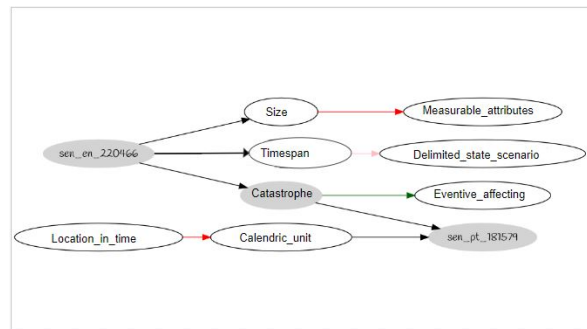 Size
Measurable_attributes
sen_en_220466
Timespan
Delimited_state_scenario
Catastrophe
Eventive_affecting
Location_in_time
Calendric_unit
sen_pt_181579